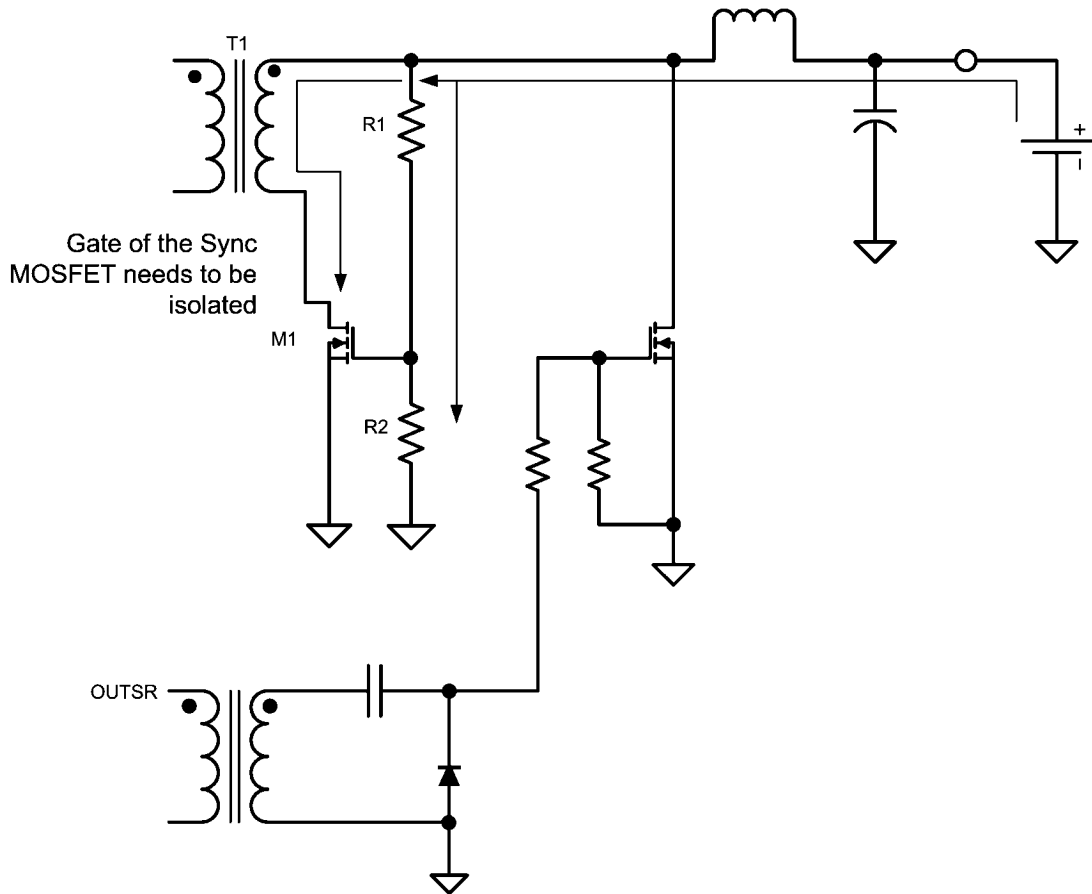 T1
R1
+
-
Gate of the Sync
MOSFET needs to be
isolated
M1
R2
OUTSR